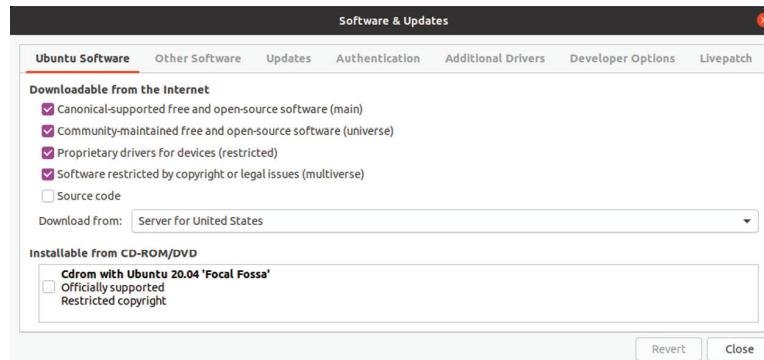 Software & Updates
Ubuntu Software Other Software Updates Authentication Additional Drivers Developer Options Livepatch
Downloadable from the Internet
Canonical-supported free and open-source software (main)
Community-maintained free and open-source software (universe)
Proprietary drivers for devices (restricted)
Software restricted by copyright or legal issues (multiverse)
Source code
Download from: Server for United States
Installable from CD-ROM/DVD
Cdrom with Ubuntu 20.04 'Focal Fossa'
Officially supported
Restricted copyright
Revert Close